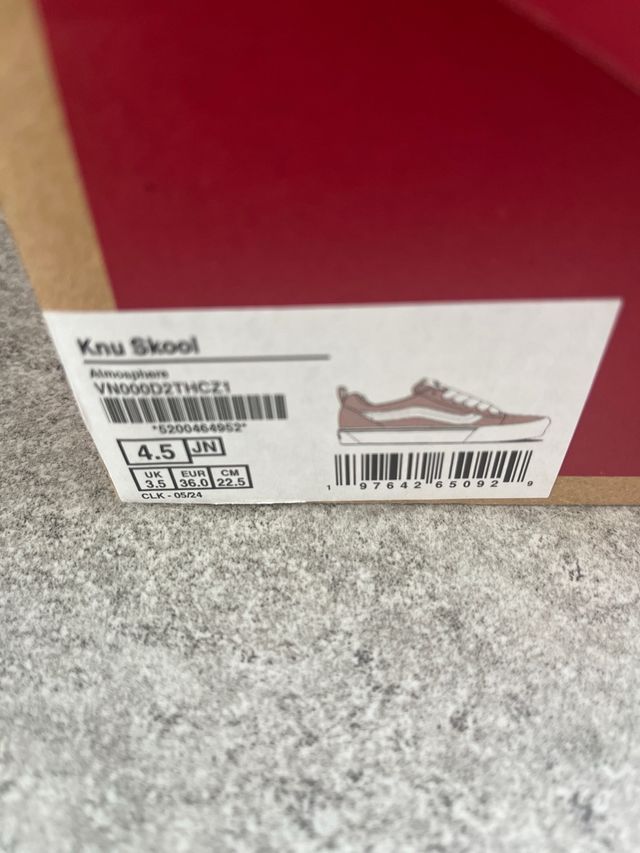 Knu Skool
Atmosphere
VN000D2THCZ1
*5200464952*
4.5 JN
UK EUR CM
3.5 36.0 22.5
CLK - 05/24
1 97642 65092 9